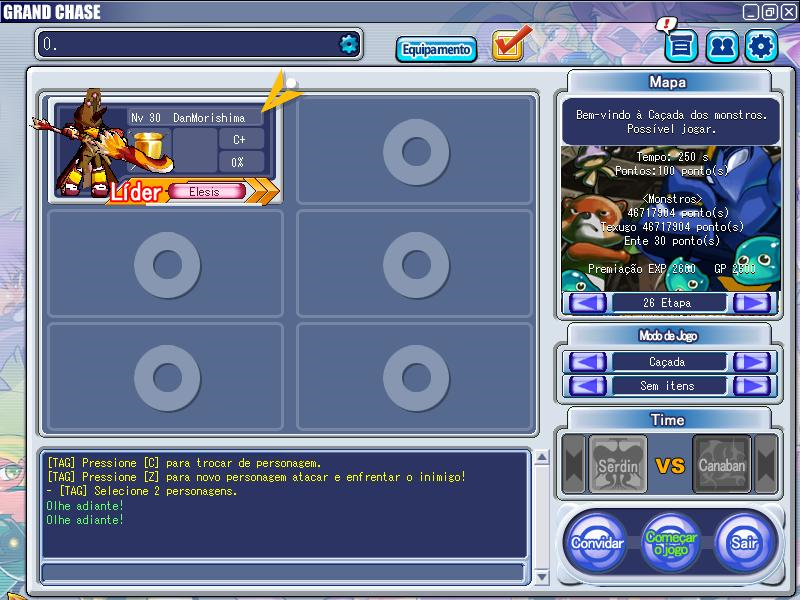 GRAND CHASE
0.
Equipamento
Nv 30 DanMorishima
C+
0%
Líder
Elesis
Mapa
Bem-vindo à Caçada dos monstros.
Possível jogar.
Tempo: 250 s
Pontos:100 ponto(s)
<Monstros>
46717904 ponto(s)
Texugo 46717904 ponto(s)
Ente 30 ponto(s)
Premiação EXP 2600 GP 2600
26 Etapa
Modo de Jogo
Caçada
Sem itens
Time
Serdin VS Canaban
[TAG] Pressione [C] para trocar de personagem.
[TAG] Pressione [Z] para novo personagem atacar e enfrentar o inimigo!
- [TAG] Selecione 2 personagens.
Olhe adiante!
Olhe adiante!
Convidar
Começar
o jogo
Sair